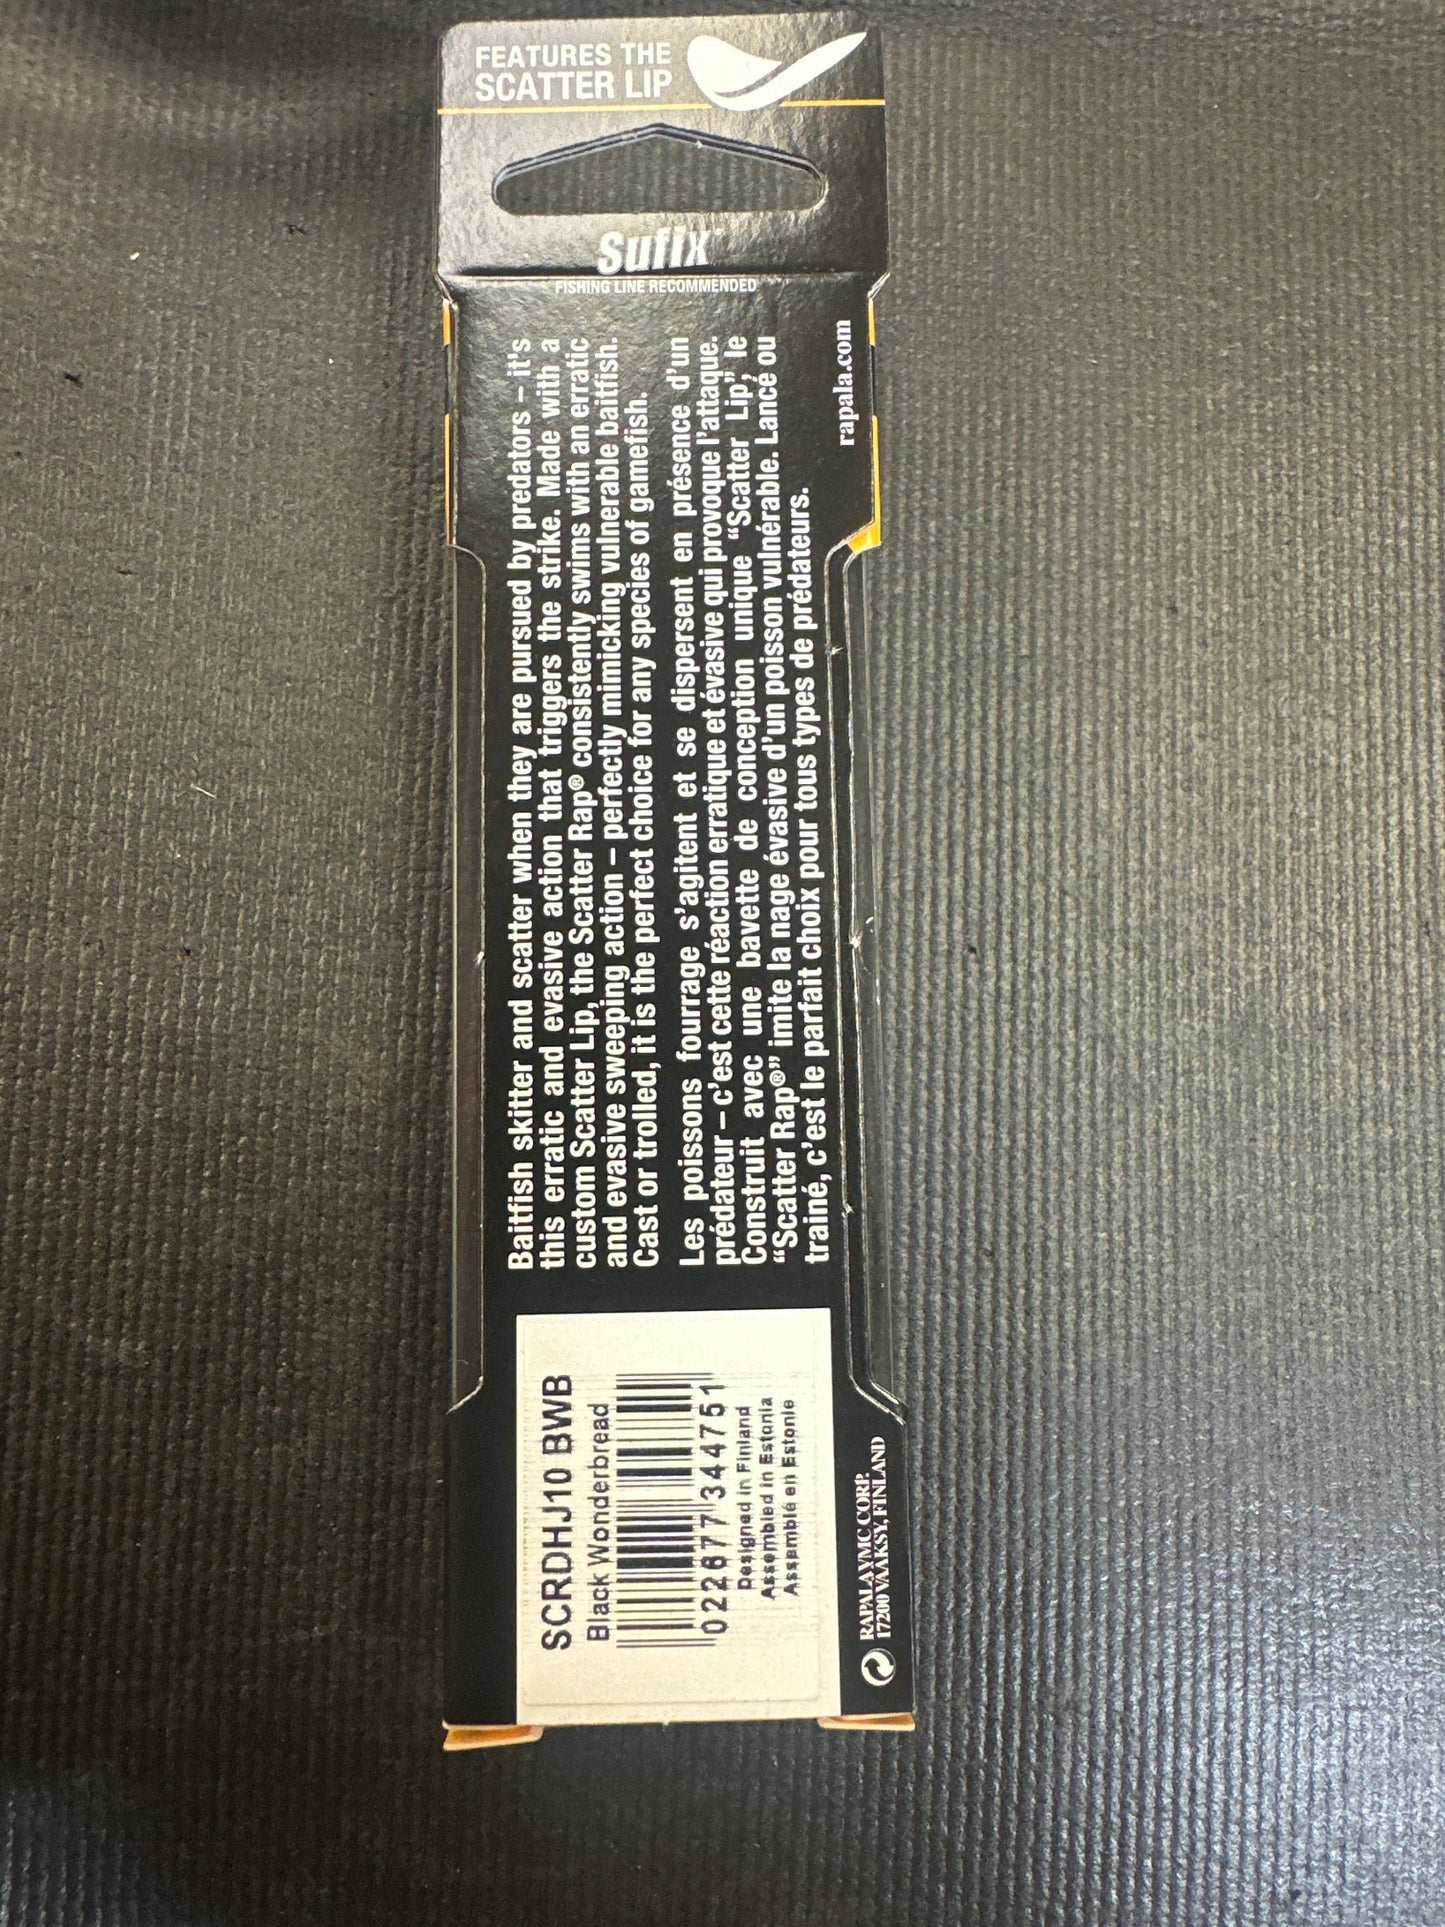 FEATURES THE
SCATTER LIP
Sufix®
FISHING LINE RECOMMENDED
Baitfish skitter and scatter when they are pursued by predators – it's
this erratic and evasive action that triggers the strike. Made with a
custom Scatter Lip, the Scatter Rap® consistently swims with an erratic
and evasive sweeping action – perfectly mimicking vulnerable baitfish.
Cast or trolled, it is the perfect choice for any species of gamefish.
Les poissons fourrage s'agitent et se dispersent en présence d'un
prédateur – c'est cette réaction erratique et évasive qui provoque l'attaque.
Construit avec une bavette de conception unique “Scatter Lip”, le
“Scatter Rap®” imite la nage évasive d'un poisson vulnérable. Lancé ou
trainé, c'est le parfait choix pour tous types de prédateurs.
rapala.com
SCRDHJ10 BWB
Black Wonderbread
022677344751
Designed in Finland
Assembled in Estonia
Assemblé en Estonie
RAPALA VMC CORP.
17200 VÄÄKSY, FINLAND